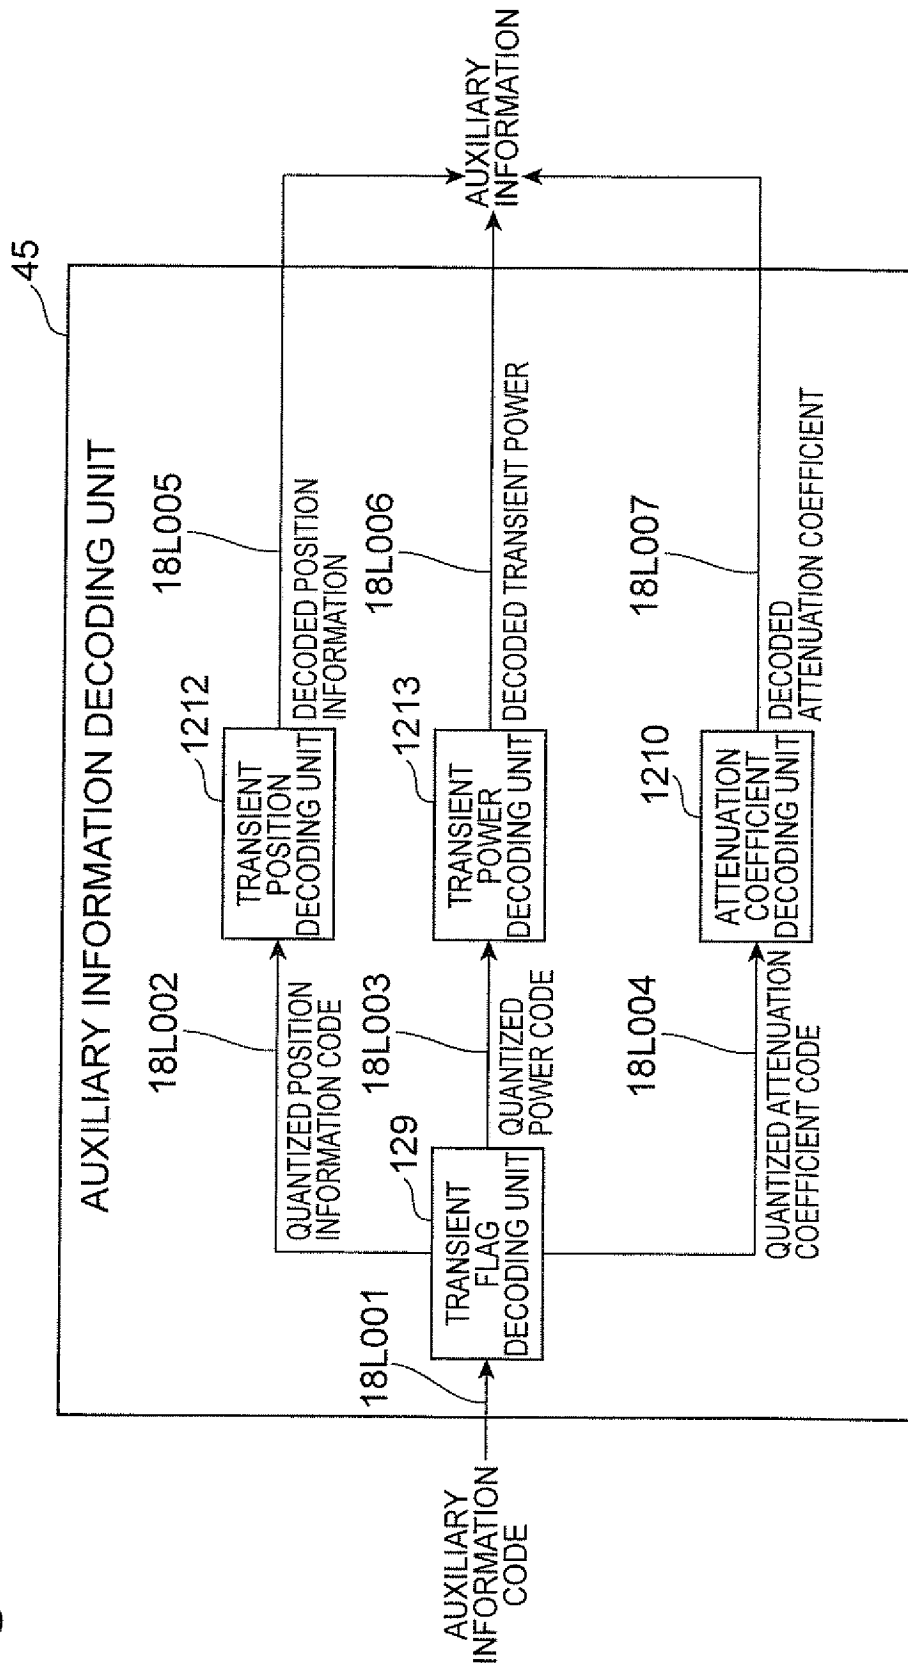 45
AUXILIARY INFORMATION DECODING UNIT
AUXILIARY
INFORMATION
CODE
18L001
129
TRANSIENT
FLAG
DECODING UNIT
18L002
QUANTIZED POSITION
INFORMATION CODE
1212
TRANSIENT
POSITION
DECODING UNIT
18L005
DECODED POSITION
INFORMATION
18L003
QUANTIZED
POWER CODE
1213
TRANSIENT
POWER
DECODING UNIT
18L006
DECODED TRANSIENT POWER
18L004
QUANTIZED ATTENUATION
COEFFICIENT CODE
1210
ATTENUATION
COEFFICIENT
DECODING UNIT
18L007
DECODED
ATTENUATION COEFFICIENT
AUXILIARY
INFORMATION